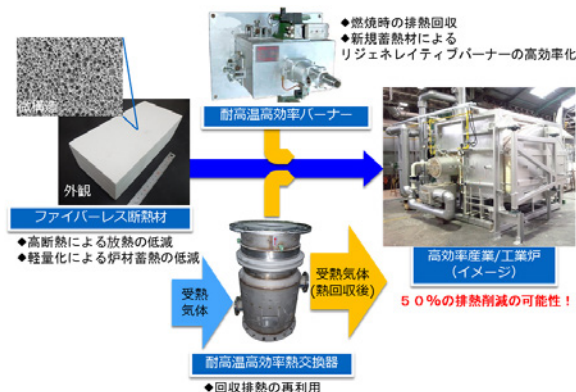 ◆燃焼時の排熱回収
◆新規蓄熱材による
リジェネレイティブバーナーの高効率化
微構造
耐高温高効率バーナー
外観
ファイバーレス断熱材
◆高断熱による放熱の低減
◆軽量化による炉材蓄熱の低減
高効率産業/工業炉
(イメージ)
50%の排熱削減の可能性！
受熱
気体
受熱気体
(熱回収後)
耐高温高効率熱交換器
◆回収排熱の再利用